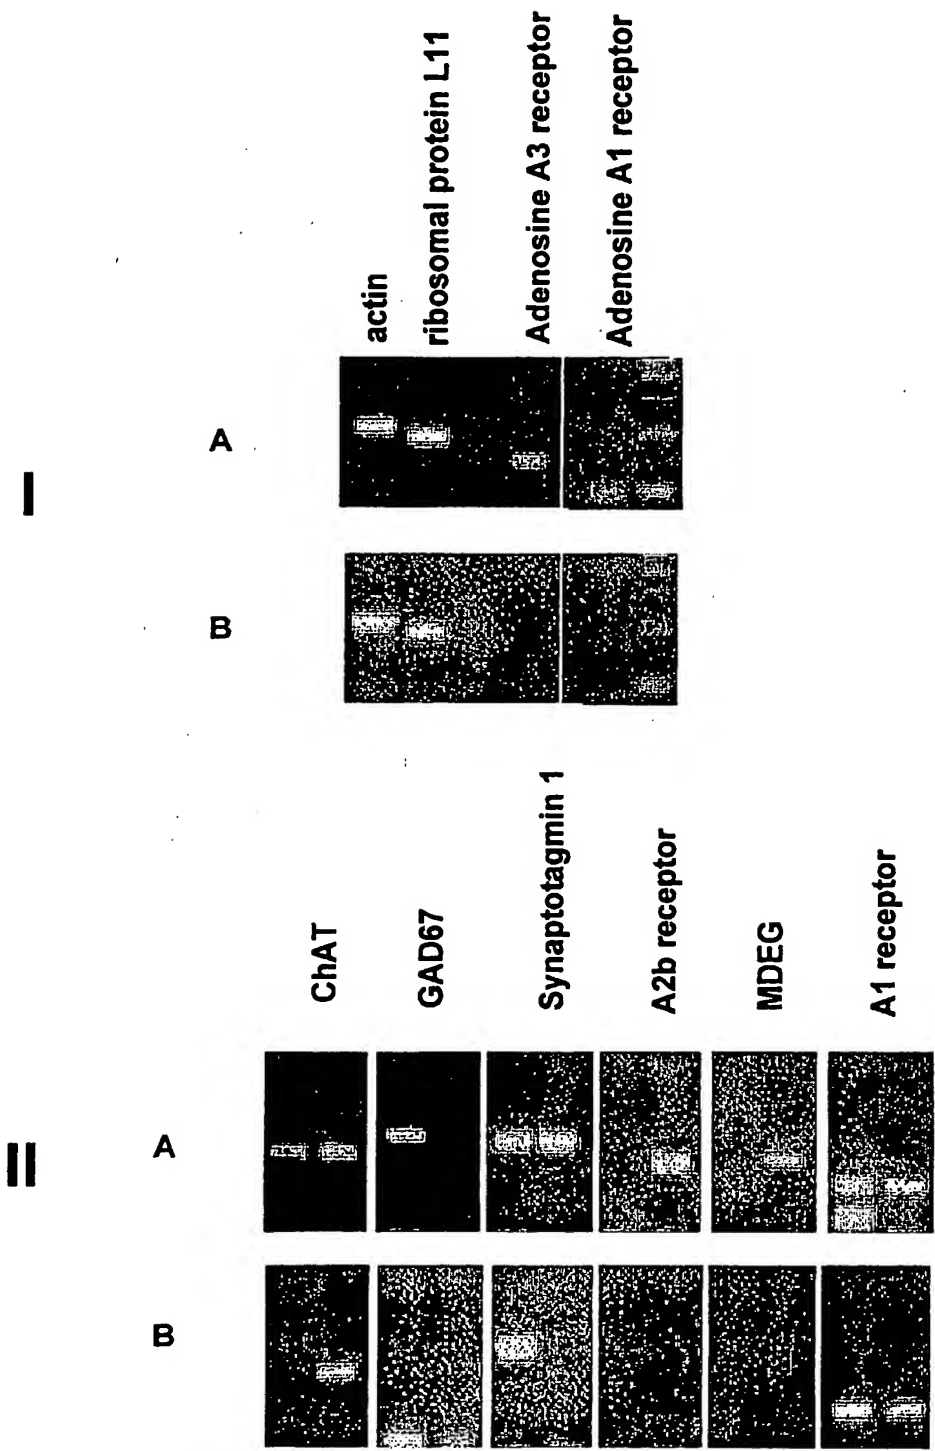 actin
ribosomal protein L11
Adenosine A3 receptor
Adenosine A1 receptor
I
A
B
ChAT
GAD67
Synaptotagmin 1
A2b receptor
MDEG
A1 receptor
II
A
B